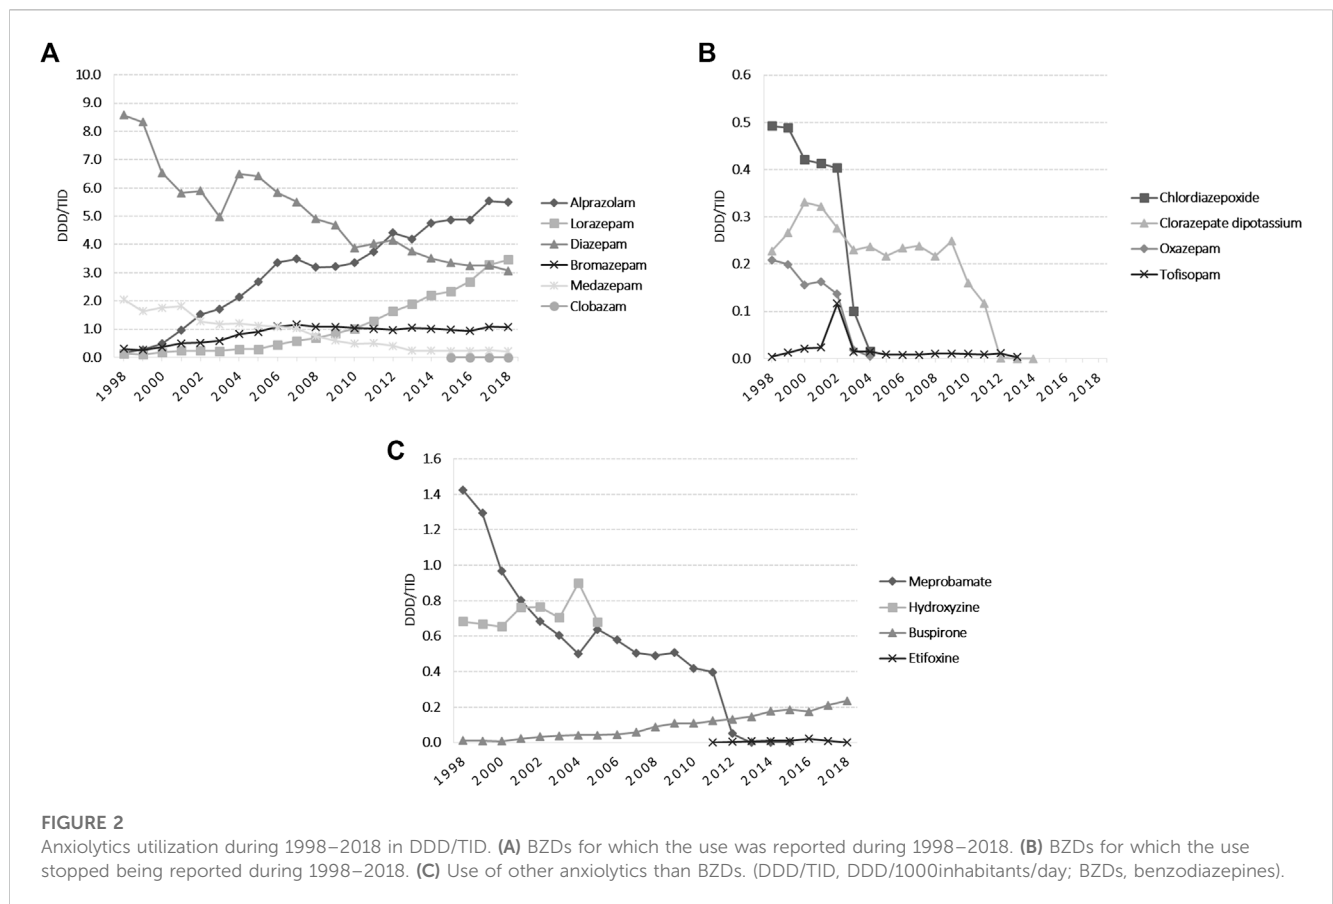 A
DDD/TID
10.0
9.0
8.0
7.0
6.0
5.0
4.0
3.0
2.0
1.0
0.0
1998
2000
2002
2004
2006
2008
2010
2012
2014
2016
2018
Alprazolam
Lorazepam
Diazepam
Bromazepam
Medazepam
Clobazam
B
DDD/TID
0.6
0.5
0.4
0.3
0.2
0.1
0.0
1998
2000
2002
2004
2006
2008
2010
2012
2014
2016
2018
Chlordiazepoxide
Clorazepate dipotassium
Oxazepam
Tofisopam
C
DDD/TID
1.6
1.4
1.2
1.0
0.8
0.6
0.4
0.2
0.0
1998
2000
2002
2004
2006
2008
2010
2012
2014
2016
2018
Meprobamate
Hydroxyzine
Buspirone
Etifoxine
FIGURE 2
Anxiolytics utilization during 1998–2018 in DDD/TID. (A) BZDs for which the use was reported during 1998–2018. (B) BZDs for which the use
stopped being reported during 1998–2018. (C) Use of other anxiolytics than BZDs. (DDD/TID, DDD/1000inhabitants/day; BZDs, benzodiazepines).